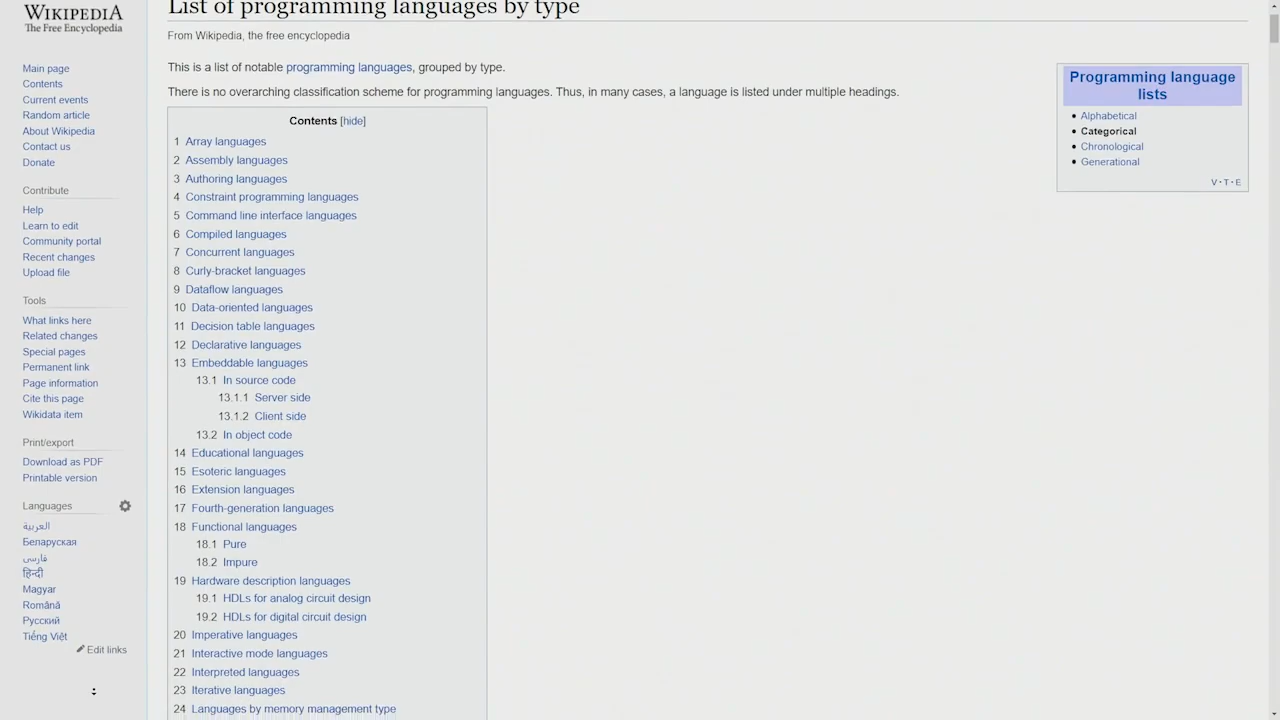 WIKIPEDIA
The Free Encyclopedia
Main page
Contents
Current events
Random article
About Wikipedia
Contact us
Donate
Contribute
Help
Learn to edit
Community portal
Recent changes
Upload file
Tools
What links here
Related changes
Special pages
Permanent link
Page information
Cite this page
Wikidata item
Print/export
Download as PDF
Printable version
Languages
العربية
Беларуская
فارسی
हिन्दी
Magyar
Română
Русский
Tiếng Việt
Edit links
List of programming languages by type
From Wikipedia, the free encyclopedia
This is a list of notable programming languages, grouped by type.
There is no overarching classification scheme for programming languages. Thus, in many cases, a language is listed under multiple headings.
Contents [hide]
1 Array languages
2 Assembly languages
3 Authoring languages
4 Constraint programming languages
5 Command line interface languages
6 Compiled languages
7 Concurrent languages
8 Curly-bracket languages
9 Dataflow languages
10 Data-oriented languages
11 Decision table languages
12 Declarative languages
13 Embeddable languages
13.1 In source code
13.1.1 Server side
13.1.2 Client side
13.2 In object code
14 Educational languages
15 Esoteric languages
16 Extension languages
17 Fourth-generation languages
18 Functional languages
18.1 Pure
18.2 Impure
19 Hardware description languages
19.1 HDLs for analog circuit design
19.2 HDLs for digital circuit design
20 Imperative languages
21 Interactive mode languages
22 Interpreted languages
23 Iterative languages
24 Languages by memory management type
Programming language
lists
Alphabetical
Categorical
Chronological
Generational
V·T·E